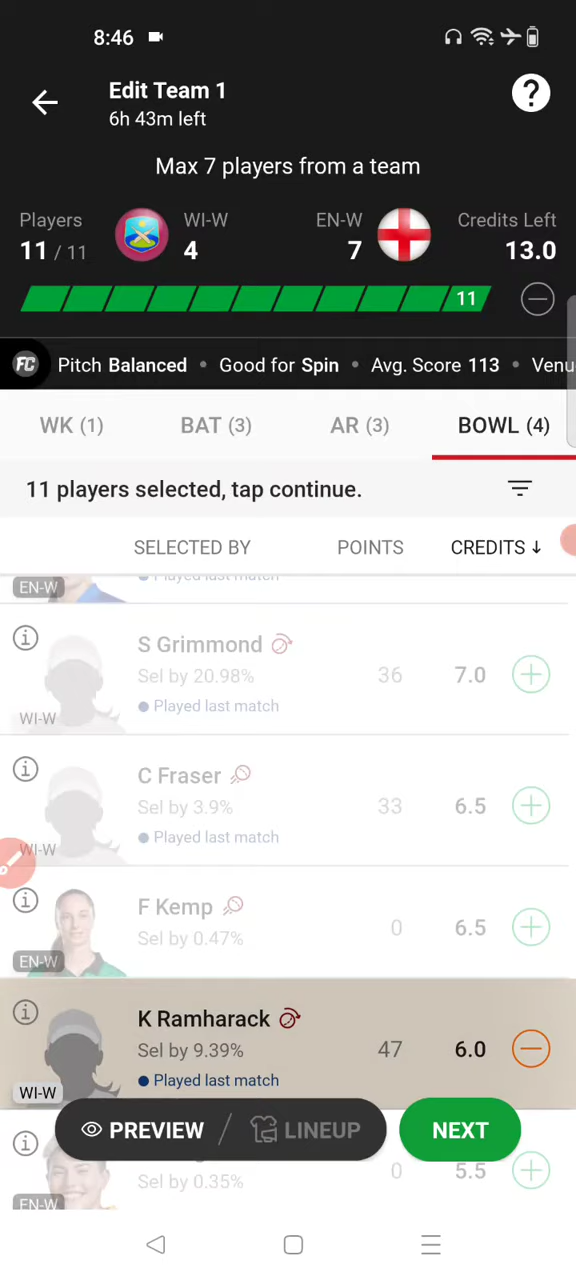 8:46
Edit Team 1
6h 43m left
?
Max 7 players from a team
Players WI-W EN-W Credits Left
11 / 11 4 7 13.0
11
FC Pitch Balanced • Good for Spin • Avg. Score 113 • Venu
WK (1) BAT (3) AR (3) BOWL (4)
11 players selected, tap continue.
SELECTED BY POINTS CREDITS ↓
Played last match
EN-W
S Grimmond
Sel by 20.98% 36 7.0
Played last match
WI-W
C Fraser
Sel by 3.9% 33 6.5
Played last match
WI-W
F Kemp
Sel by 0.47% 0 6.5
EN-W
K Ramharack
Sel by 9.39% 47 6.0
Played last match
WI-W
PREVIEW / LINEUP NEXT
Sel by 0.35% 0 5.5
EN-W